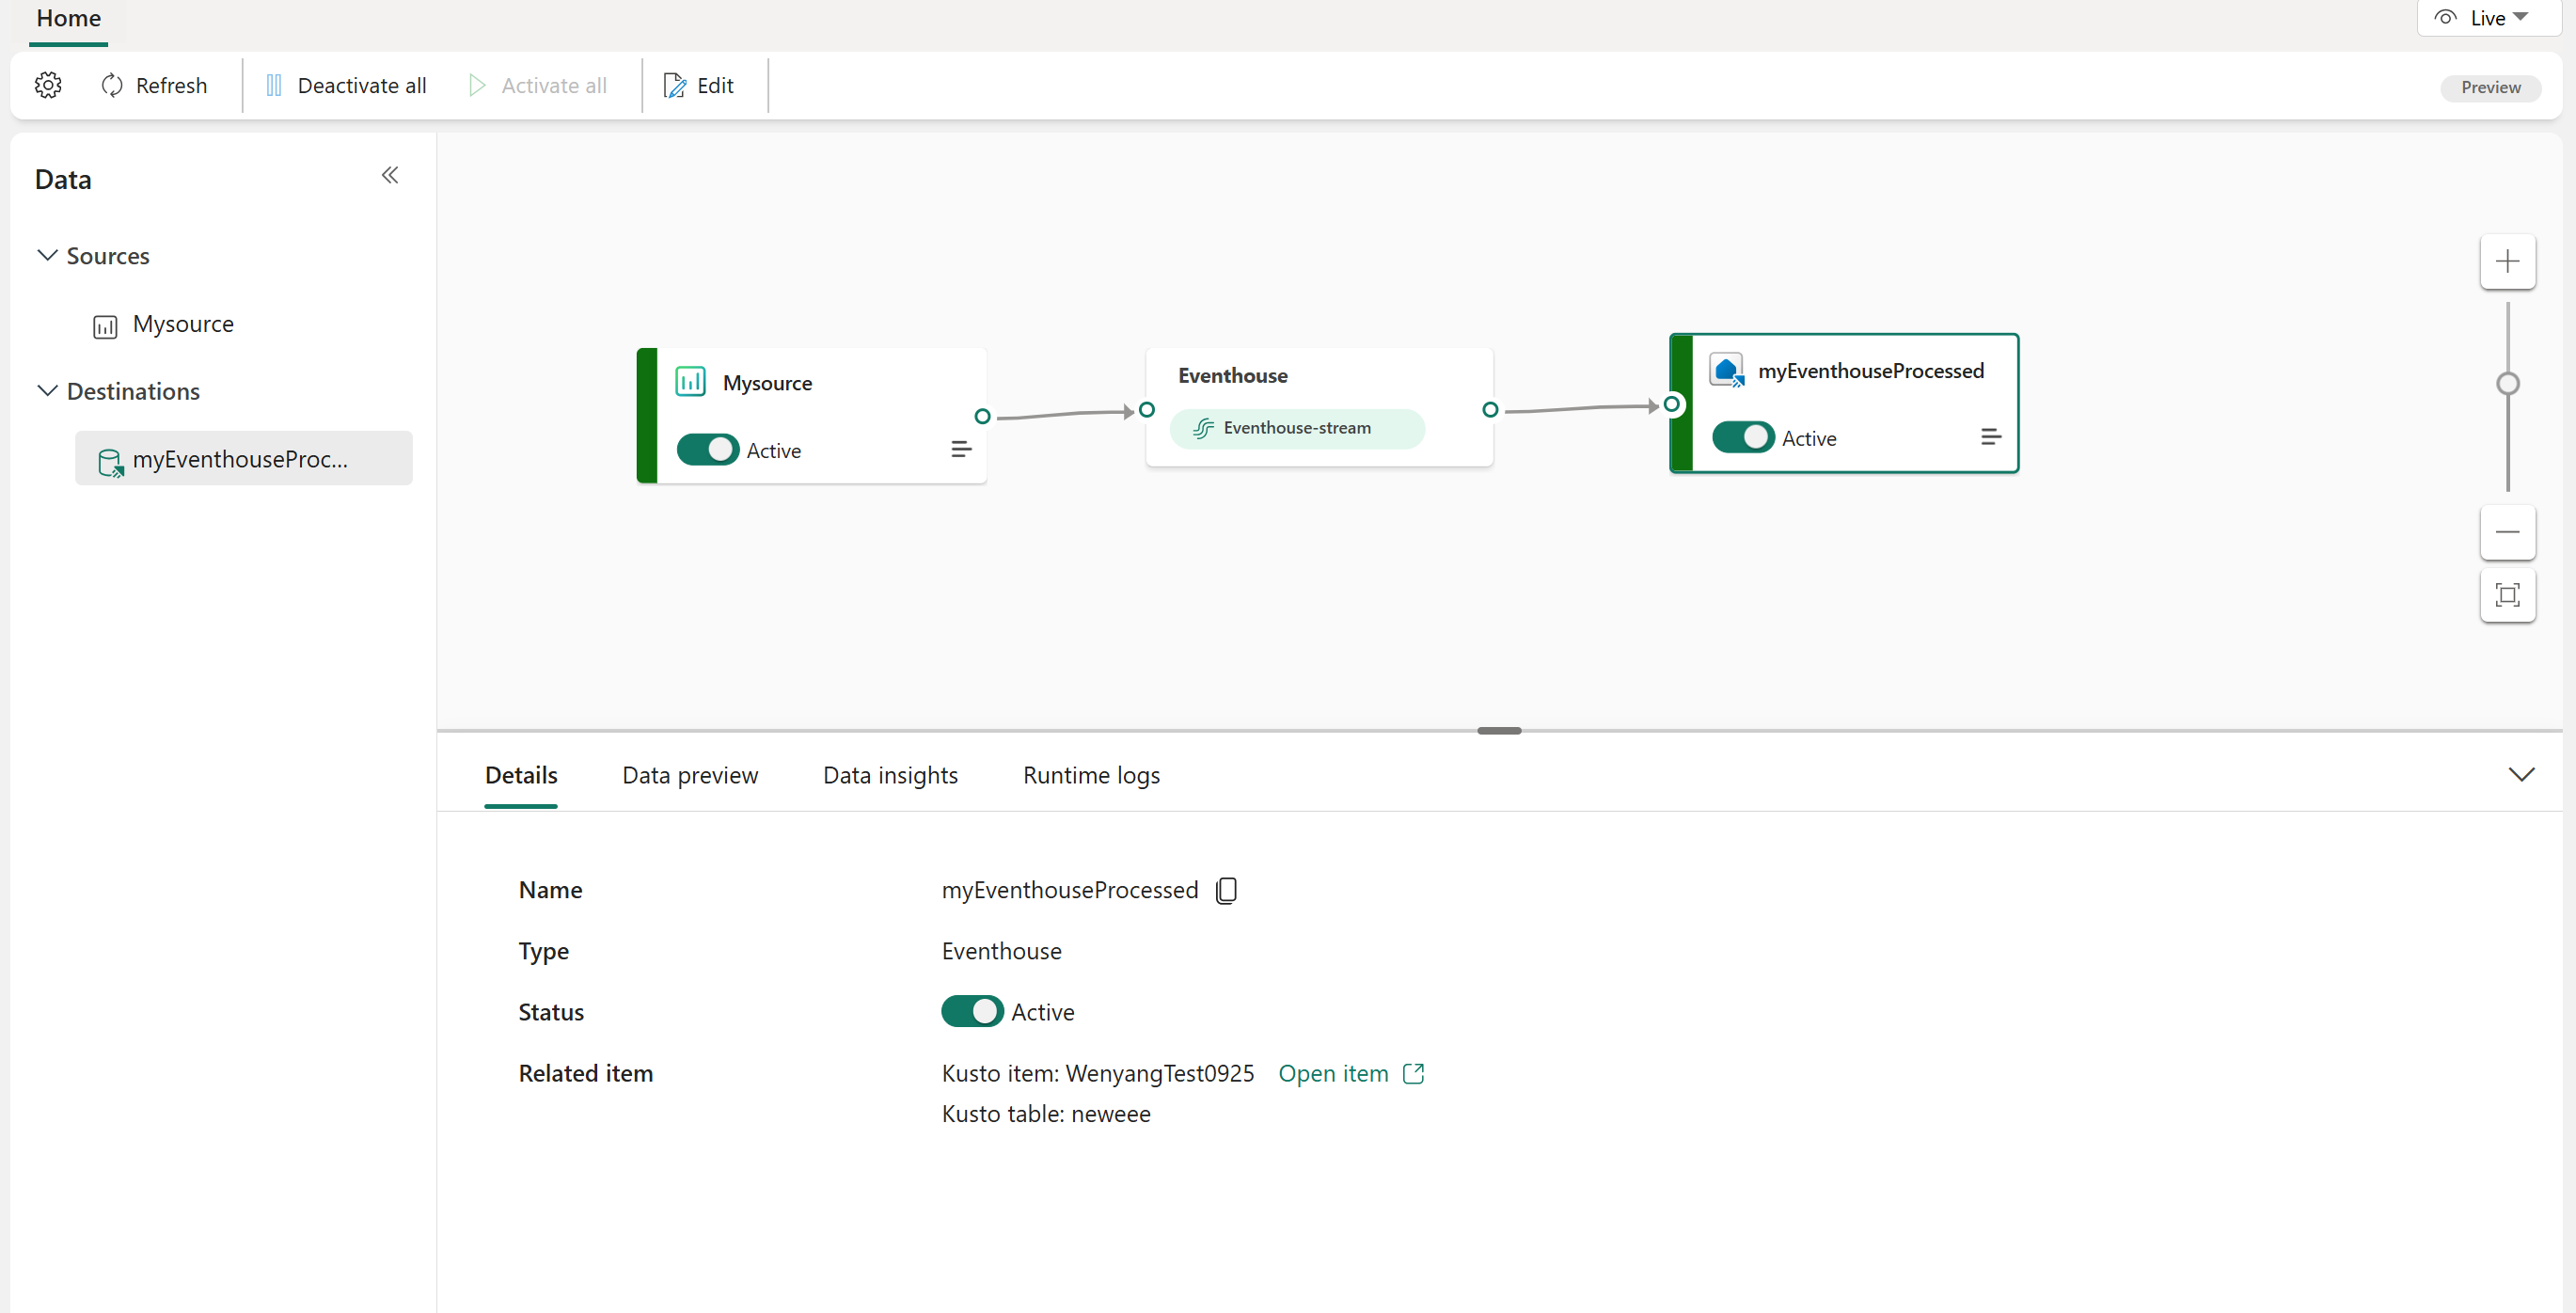 Home
Live
Refresh
Deactivate all
Activate all
Edit
Preview
Data
Sources
Mysource
Destinations
myEventhouseProc...
Mysource
Active
Eventhouse
Eventhouse-stream
myEventhouseProcessed
Active
Details
Data preview
Data insights
Runtime logs
Name
myEventhouseProcessed
Type
Eventhouse
Status
Active
Related item
Kusto item: WenyangTest0925
Open item
Kusto table: neweee